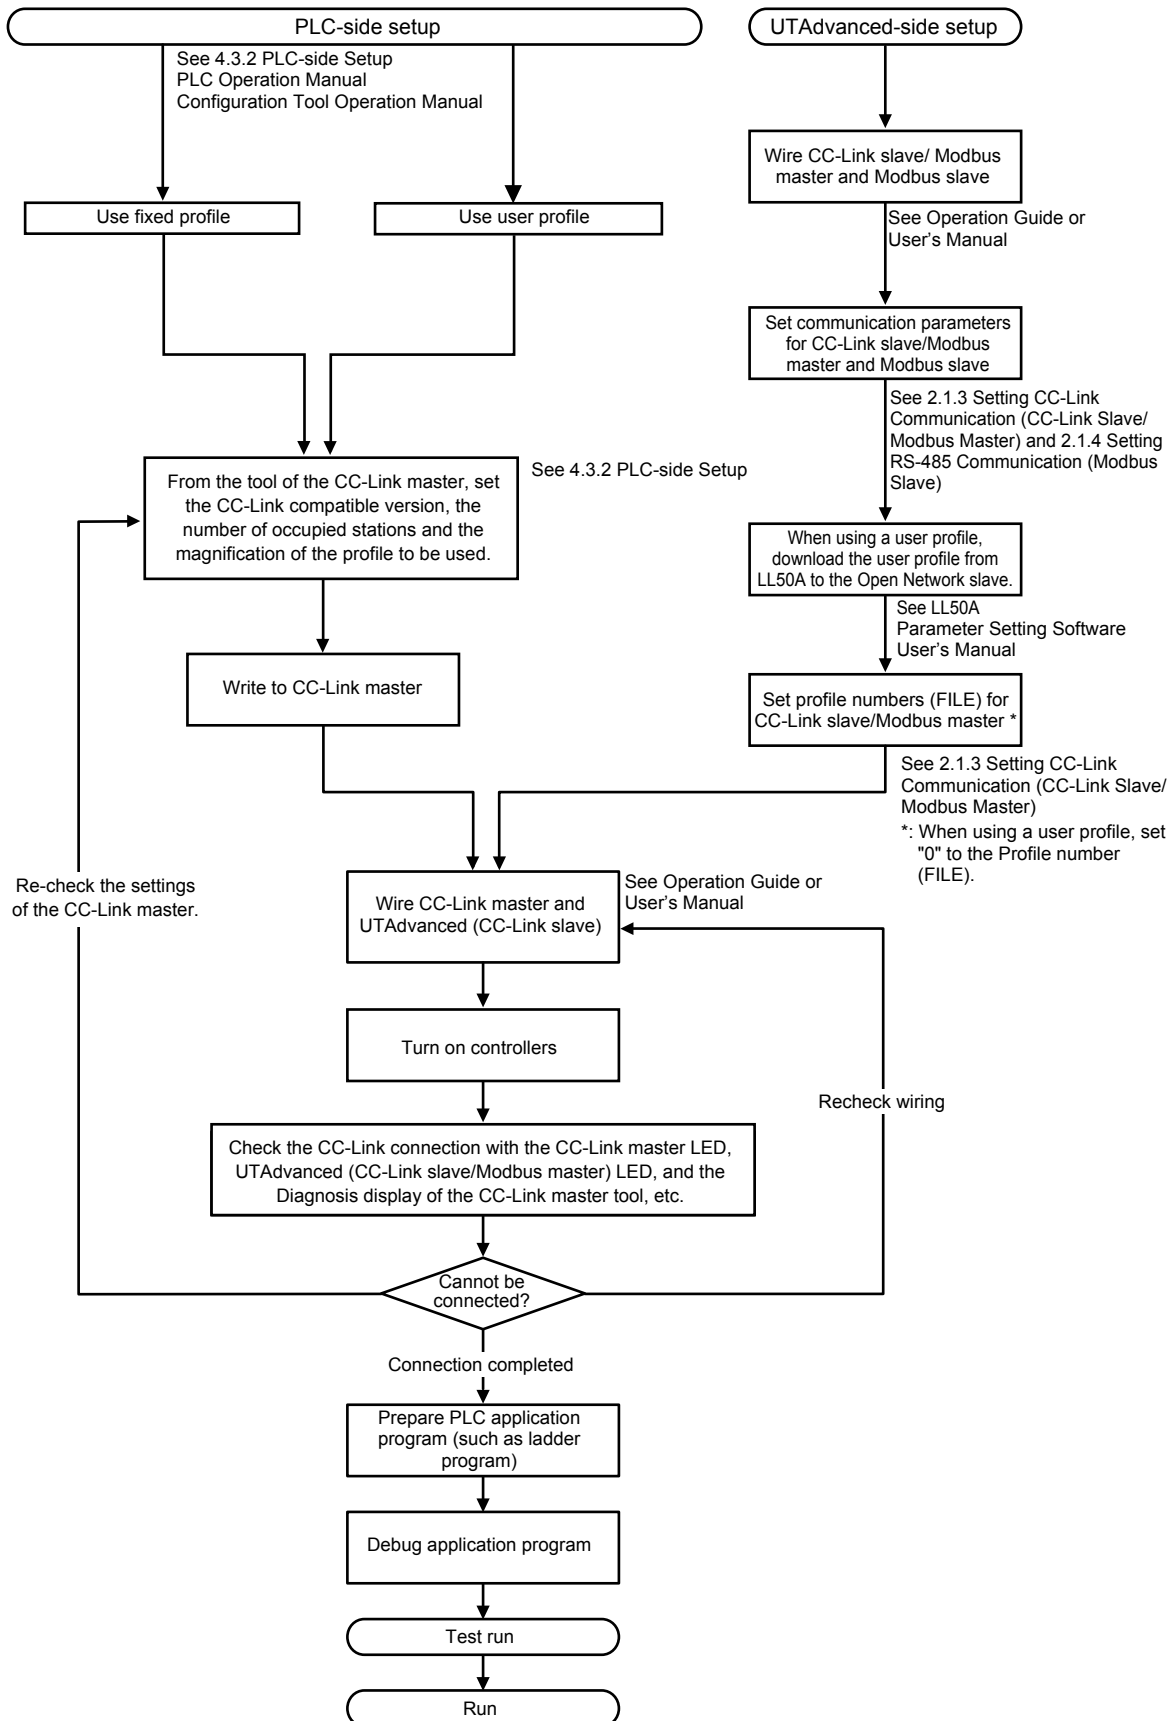 PLC-side setup
UTAdvanced-side setup
See 4.3.2 PLC-side Setup
PLC Operation Manual
Configuration Tool Operation Manual
Wire CC-Link slave/ Modbus
master and Modbus slave
Use fixed profile
Use user profile
See Operation Guide or
User's Manual
Set communication parameters
for CC-Link slave/Modbus
master and Modbus slave
See 2.1.3 Setting CC-Link
Communication (CC-Link Slave/
Modbus Master) and 2.1.4 Setting
RS-485 Communication (Modbus
Slave)
From the tool of the CC-Link master, set
the CC-Link compatible version, the
number of occupied stations and the
magnification of the profile to be used.
See 4.3.2 PLC-side Setup
When using a user profile,
download the user profile from
LL50A to the Open Network slave.
See LL50A
Parameter Setting Software
User's Manual
Write to CC-Link master
Set profile numbers (FILE) for
CC-Link slave/Modbus master *
See 2.1.3 Setting CC-Link
Communication (CC-Link Slave/
Modbus Master)
*: When using a user profile, set
"0" to the Profile number
(FILE).
Re-check the settings
of the CC-Link master.
Wire CC-Link master and
UTAdvanced (CC-Link slave)
See Operation Guide or
User's Manual
Turn on controllers
Recheck wiring
Check the CC-Link connection with the CC-Link master LED,
UTAdvanced (CC-Link slave/Modbus master) LED, and the
Diagnosis display of the CC-Link master tool, etc.
Cannot be
connected?
Connection completed
Prepare PLC application
program (such as ladder
program)
Debug application program
Test run
Run